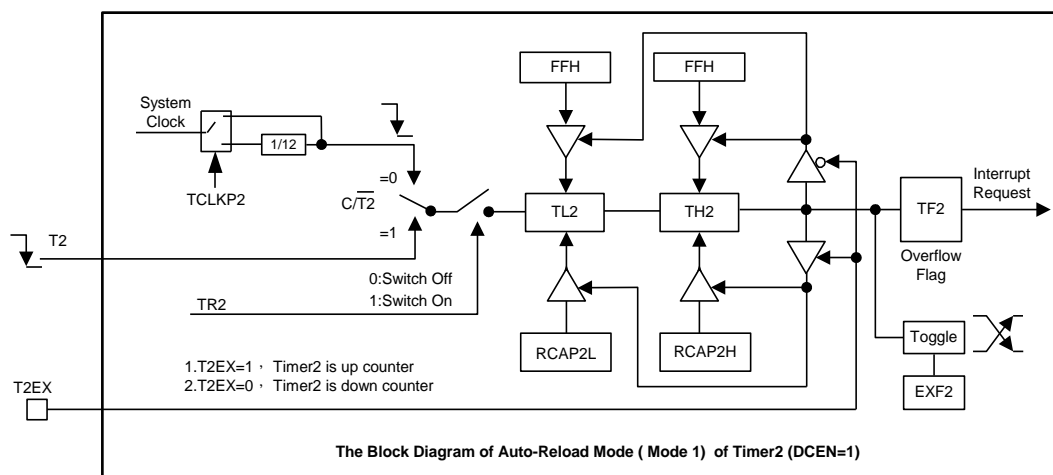 FFH
FFH
System
Clock
1/12
TCLKP2
=0
C/T2
=1
TL2
TH2
TF2
Interrupt
Request
Overflow
Flag
T2
0:Switch Off
1:Switch On
TR2
RCAP2L
RCAP2H
Toggle
EXF2
1.T2EX=1, Timer2 is up counter
2.T2EX=0, Timer2 is down counter
T2EX
The Block Diagram of Auto-Reload Mode ( Mode 1) of Timer2 (DCEN=1)